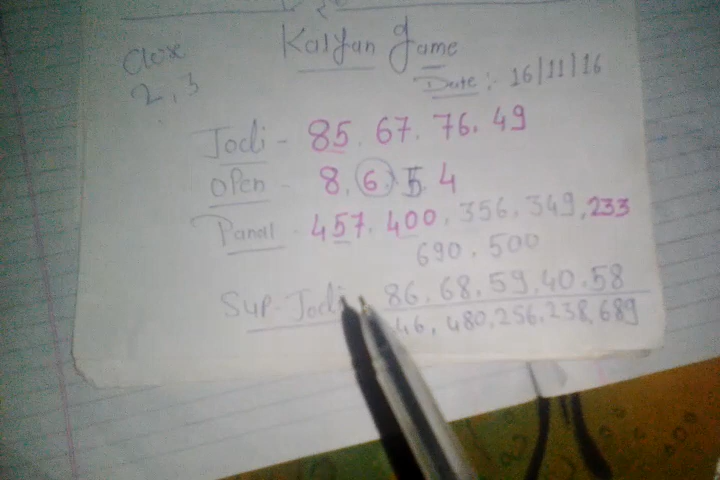 Kalyan Game
Close
2, 3
Date:- 16/11/16
Jodi - 85. 67. 76. 49
OPEN - 8. 6. 5. 4
Panal - 457. 400. 356. 349, 233
690. 500
Sup-Jodi 86. 68. 59. 40. 58
46, 480, 256, 238, 689